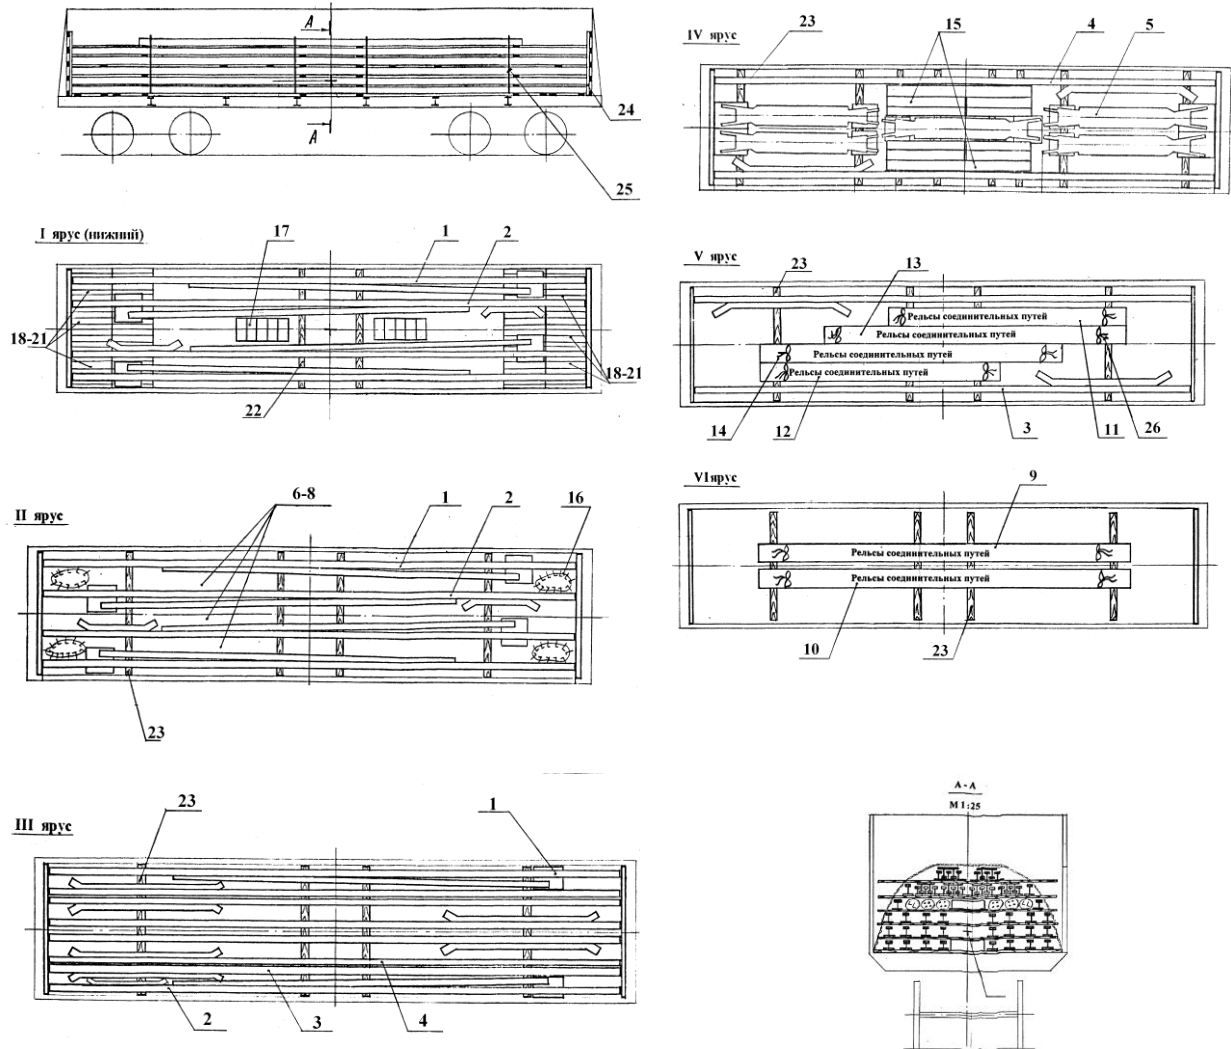 A
A
24
25
I ярус (нижний)
17
1
2
18-21
18-21
22
II ярус
6-8
1
2
16
23
III ярус
23
1
2
3
4
IV ярус
23
15
4
5
V ярус
23
13
Рельсы соединительных путей
Рельсы соединительных путей
Рельсы соединительных путей
Рельсы соединительных путей
14
12
3
11
26
VI ярус
9
Рельсы соединительных путей
Рельсы соединительных путей
10
23
А-А
М 1:25